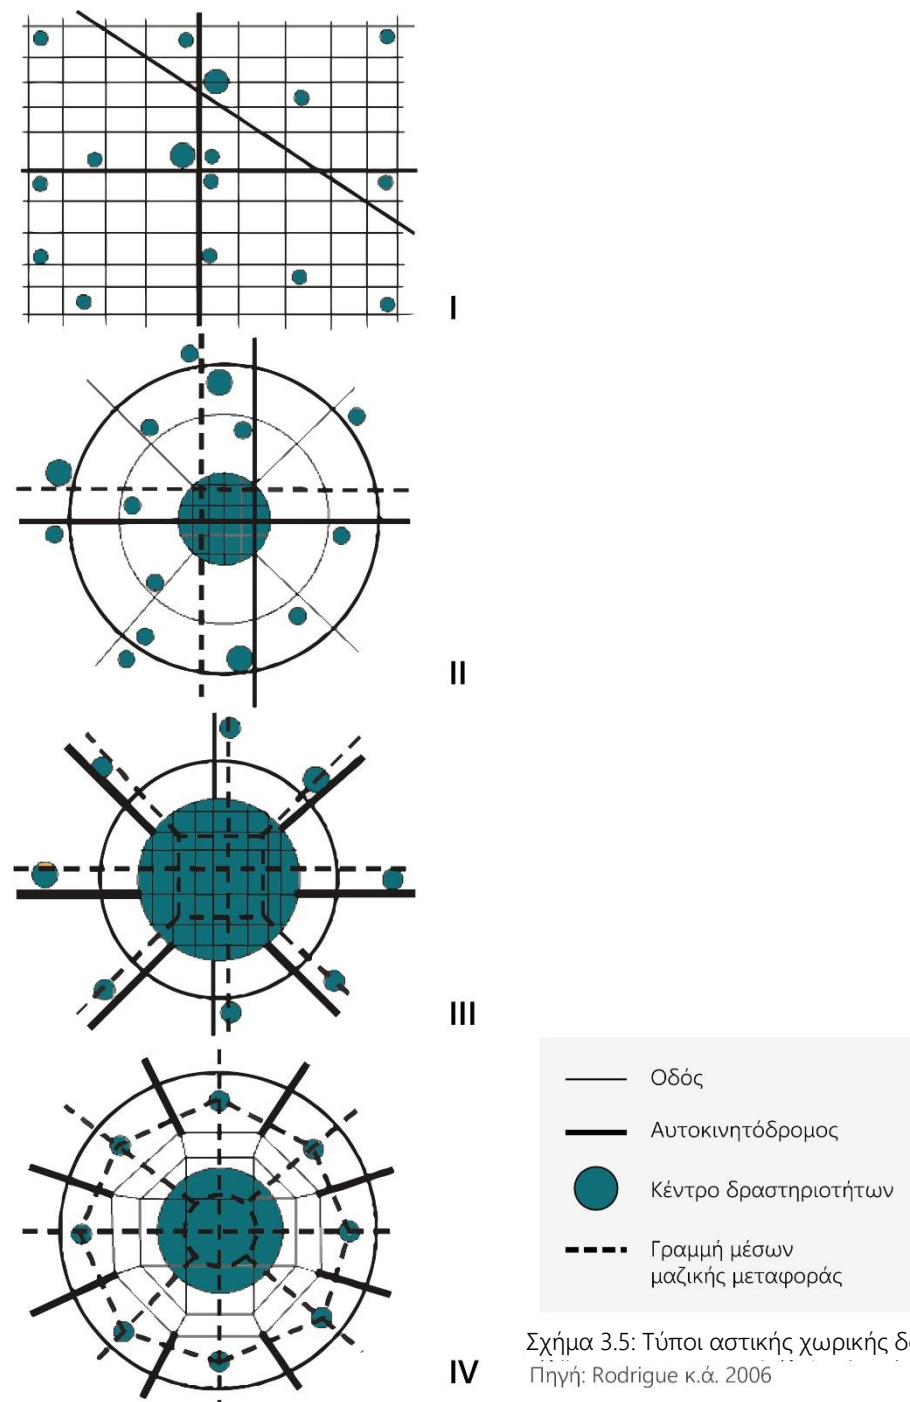 I
II
III
IV
Οδός
Αυτοκινητόδρομος
Κέντρο δραστηριοτήτων
Γραμμή μέσων
μαζικής μεταφοράς
Σχήμα 3.5: Τύποι αστικής χωρικής
Πηγή: Rodrigue κ.ά. 2006